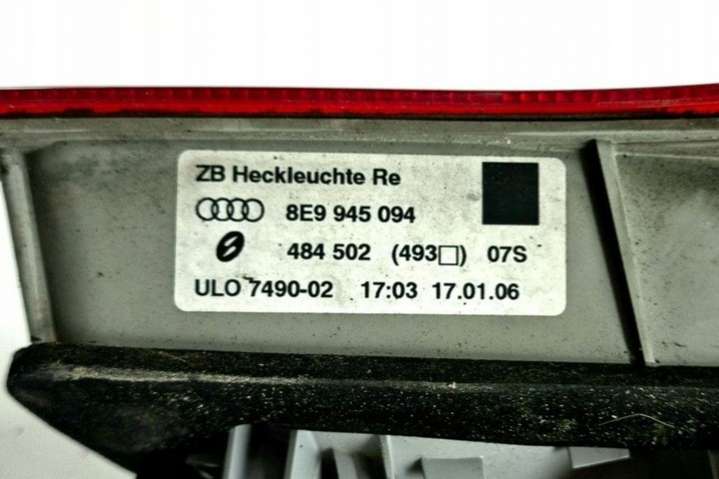 ZB Heckleuchte Re
8E9 945 094
484 502 (493□) 07S
ULO 7490-02 17:03 17.01.06